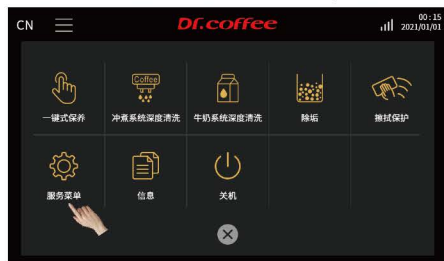 CN
Dr.coffee
00:15
2021/01/01
Coffee
一键式保养
冲煮系统深度清洗
牛奶系统深度清洗
除垢
擦拭保护
服务菜单
信息
关机